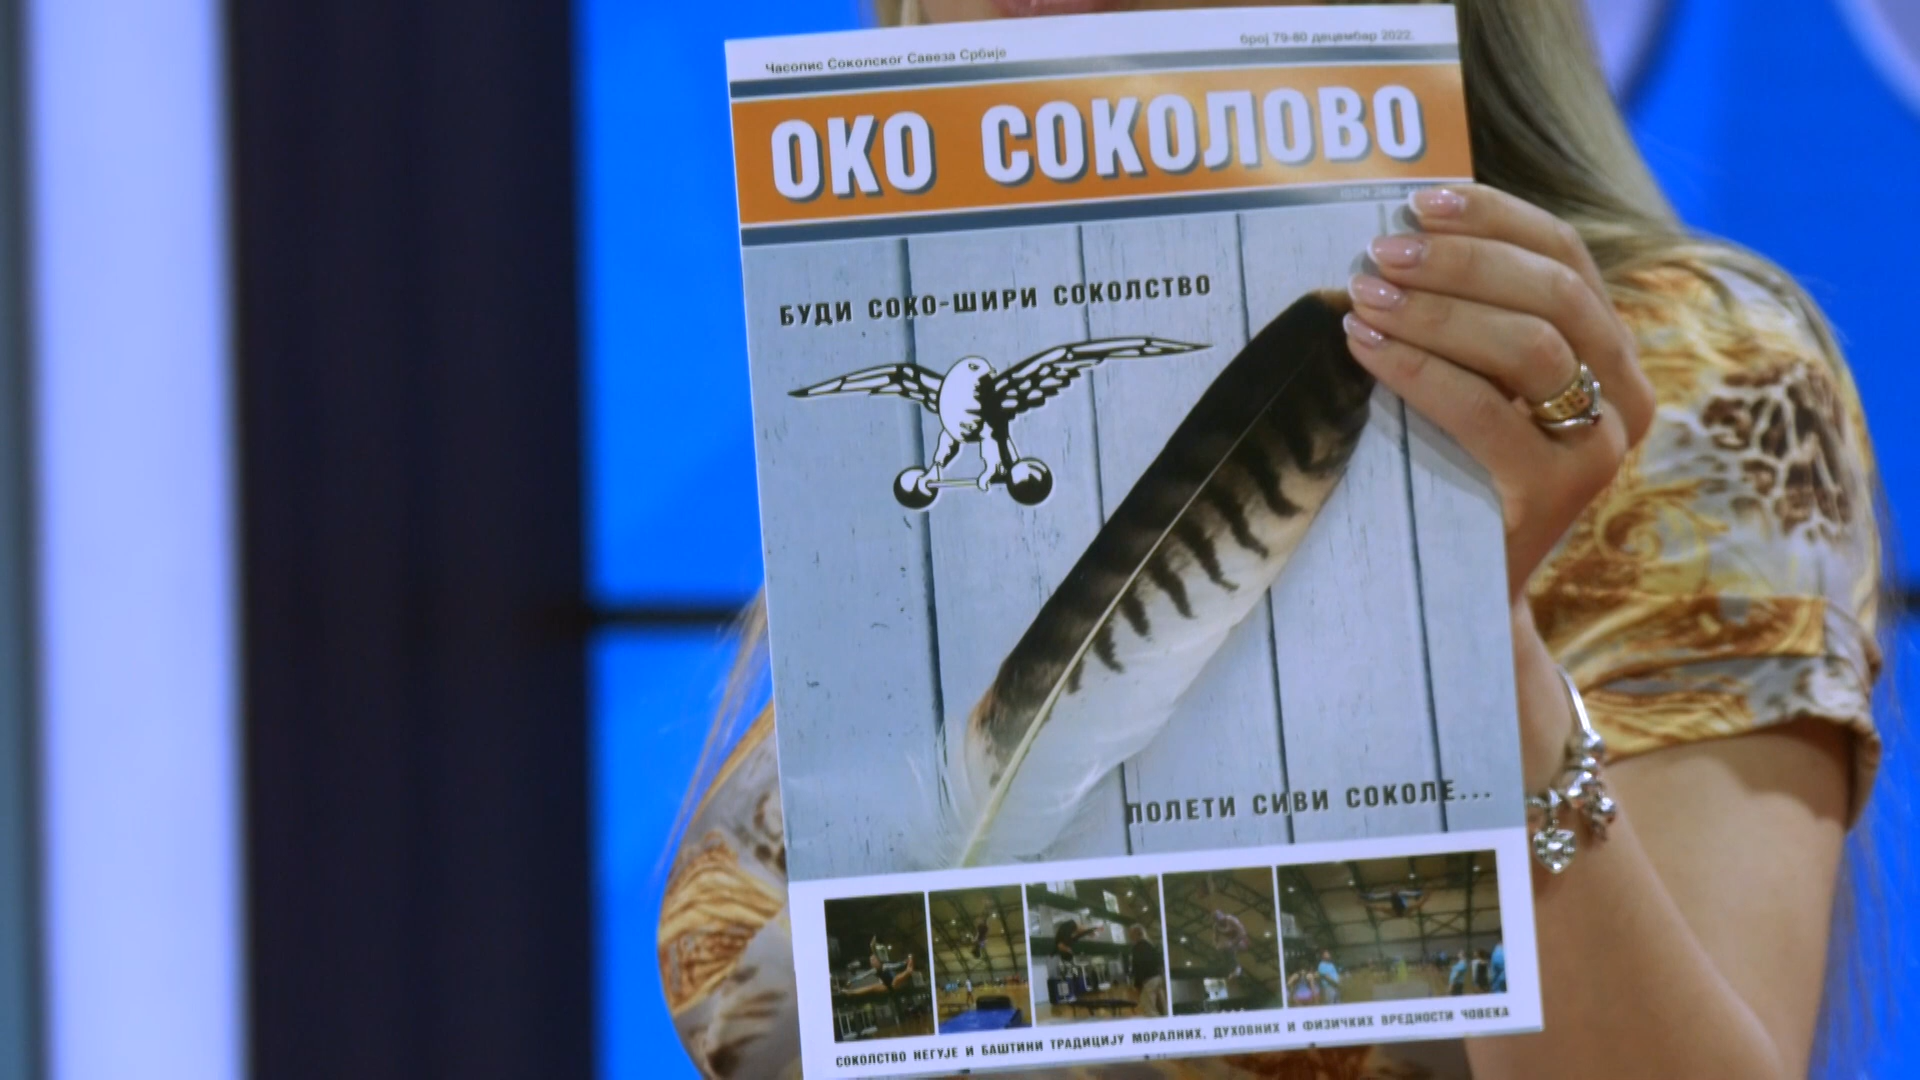 Часопис Соколског Савеза Србије
број 79-80 децембар 2022.
ОКО СОКОЛОВО
БУДИ СОКО-ШИРИ СОКОЛСТВО
ПОЛЕТИ СИВИ СОКОЛЕ...
СОКОЛСТВО НЕГУЈЕ И БАШТИНИ ТРАДИЦИЈУ МОРАЛНИХ, ДУХОВНИХ И ФИЗИЧКИХ ВРЕДНОСТИ ЧОВЕКА